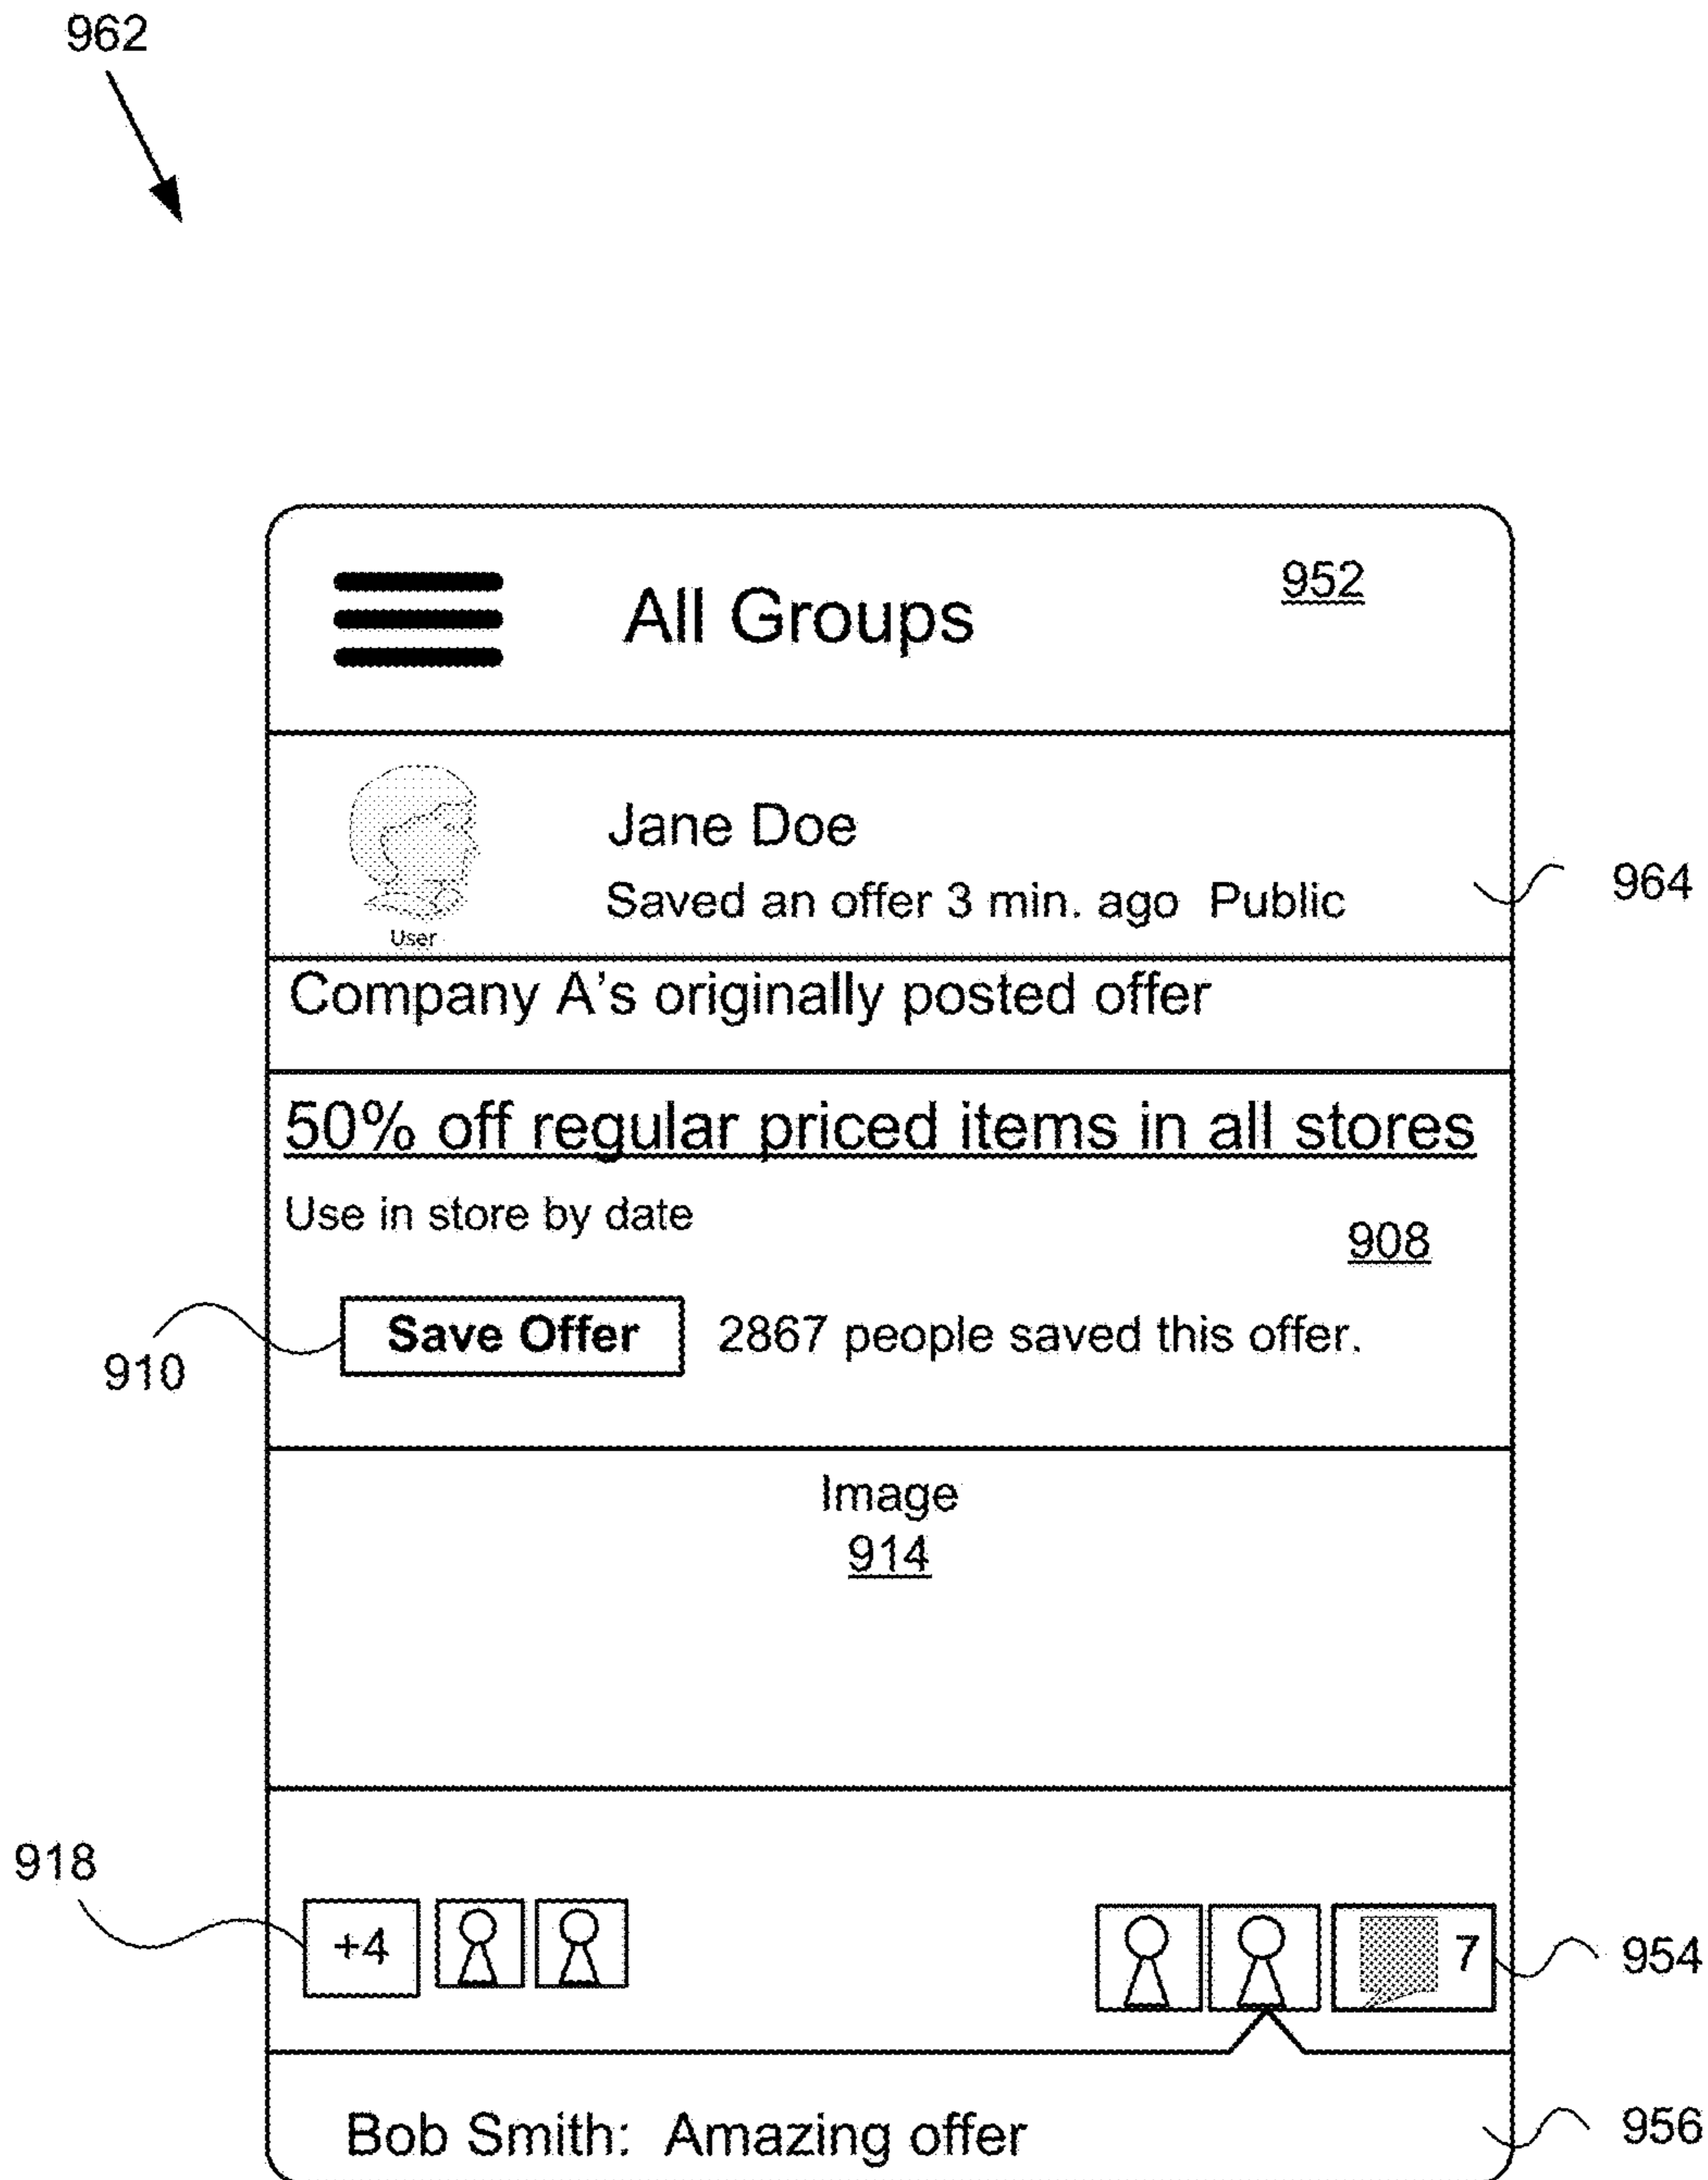 962
All Groups 952
Jane Doe
Saved an offer 3 min. ago Public
964
User
Company A's originally posted offer
50% off regular priced items in all stores
Use in store by date
908
Save Offer 2867 people saved this offer.
910
Image
914
918
+4
7
954
Bob Smith: Amazing offer
956